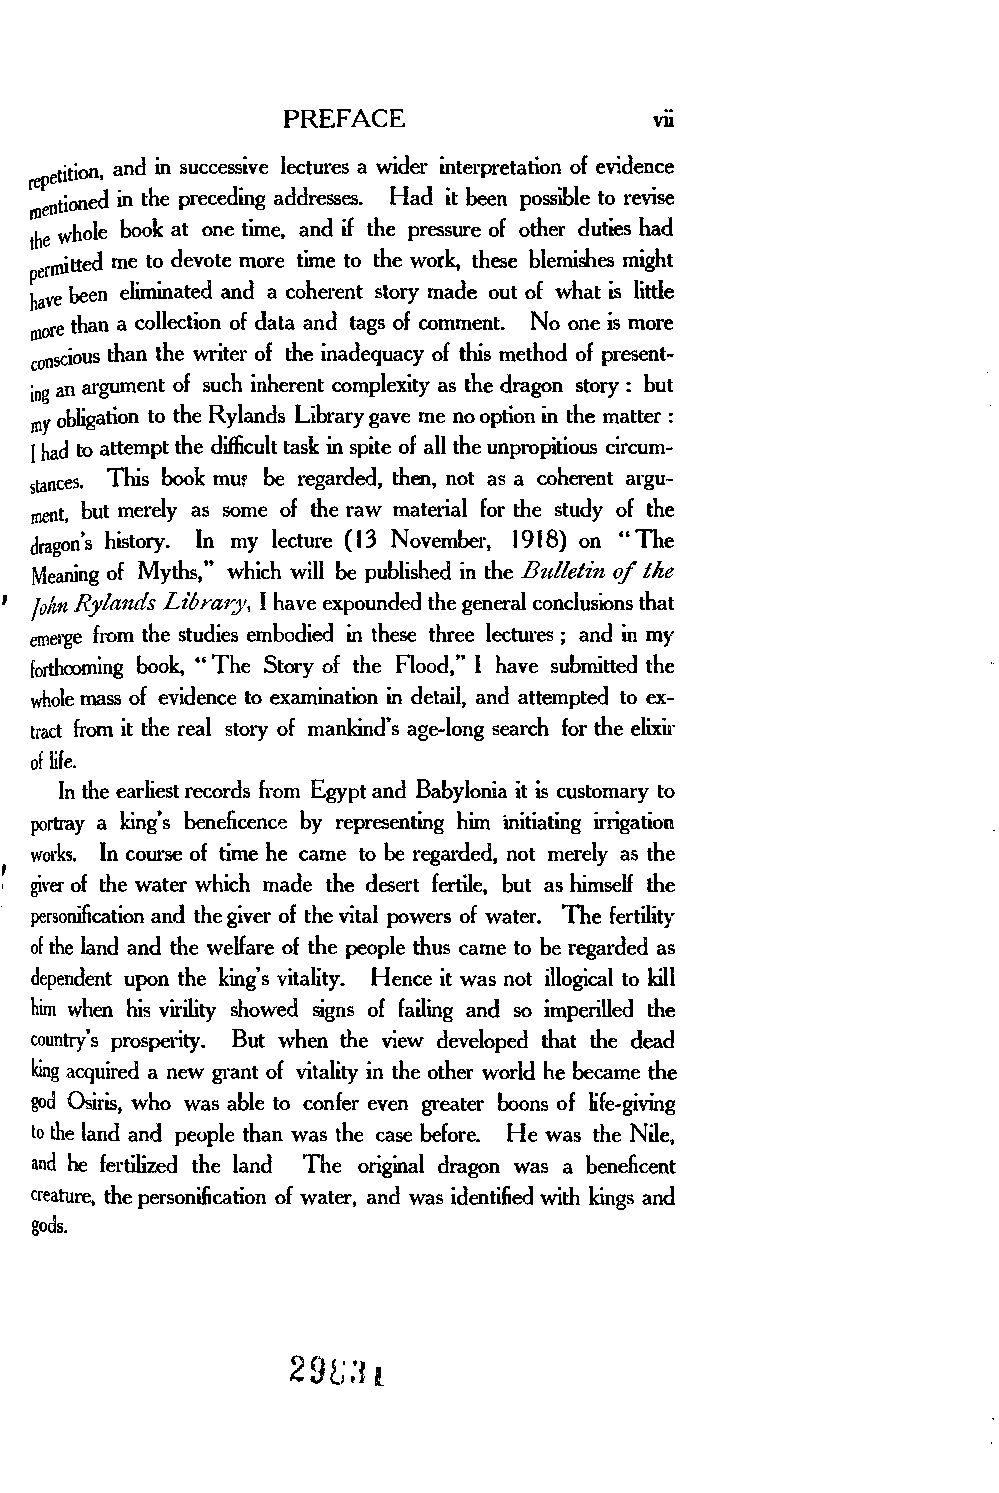 PREFACE vii
repetition, and in successive lectures a wider interpretation of evidence
mentioned in the preceding addresses. Had it been possible to revise
the whole book at one time, and if the pressure of other duties had
permitted me to devote more time to the work, these blemishes might
have been eliminated and a coherent story made out of what is little
more than a collection of data and tags of comment. No one is more
conscious than the writer of the inadequacy of this method of present-
ing an argument of such inherent complexity as the dragon story : but
my obligation to the Rylands Library gave me no option in the matter :
I had to attempt the difficult task in spite of all the unpropitious circum-
stances. This book must be regarded, then, not as a coherent argu-
ment, but merely as some of the raw material for the study of the
dragon's history. In my lecture (13 November, 1918) on “The
Meaning of Myths,” which will be published in the Bulletin of the
John Rylands Library, I have expounded the general conclusions that
emerge from the studies embodied in these three lectures ; and in my
forthcoming book, “The Story of the Flood,” I have submitted the
whole mass of evidence to examination in detail, and attempted to ex-
tract from it the real story of mankind's age-long search for the elixir
of life.
In the earliest records from Egypt and Babylonia it is customary to
portray a king's beneficence by representing him initiating irrigation
works. In course of time he came to be regarded, not merely as the
giver of the water which made the desert fertile, but as himself the
personification and the giver of the vital powers of water. The fertility
of the land and the welfare of the people thus came to be regarded as
dependent upon the king's vitality. Hence it was not illogical to kill
him when his virility showed signs of failing and so imperilled the
country's prosperity. But when the view developed that the dead
king acquired a new grant of vitality in the other world he became the
god Osiris, who was able to confer even greater boons of life-giving
to the land and people than was the case before. He was the Nile,
and he fertilized the land The original dragon was a beneficent
creature, the personification of water, and was identified with kings and
gods.